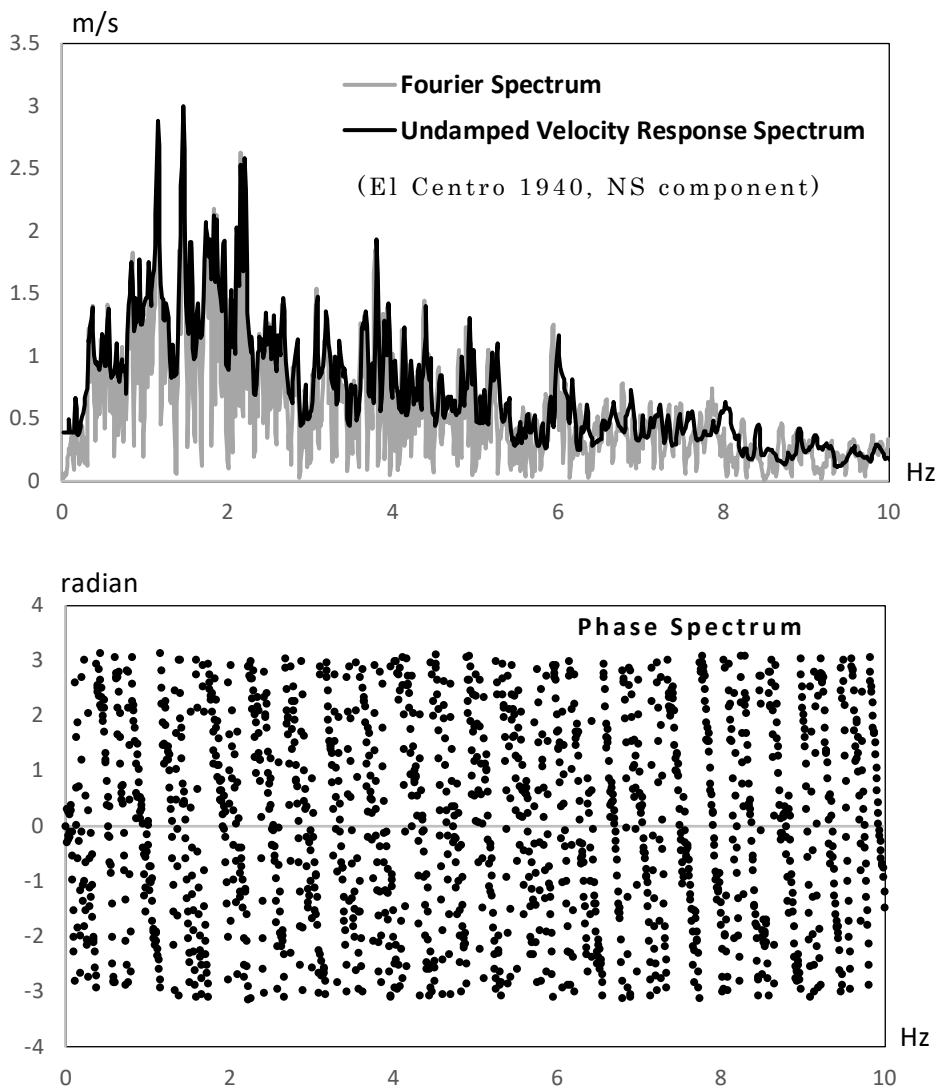 m/s
3.5
3
2.5
2
1.5
1
0.5
0
Fourier Spectrum
Undamped Velocity Response Spectrum
(El Centro 1940, NS component)
Hz
0 2 4 6 8 10
radian
4
3
2
1
0
-1
-2
-3
-4
Phase Spectrum
Hz
0 2 4 6 8 10